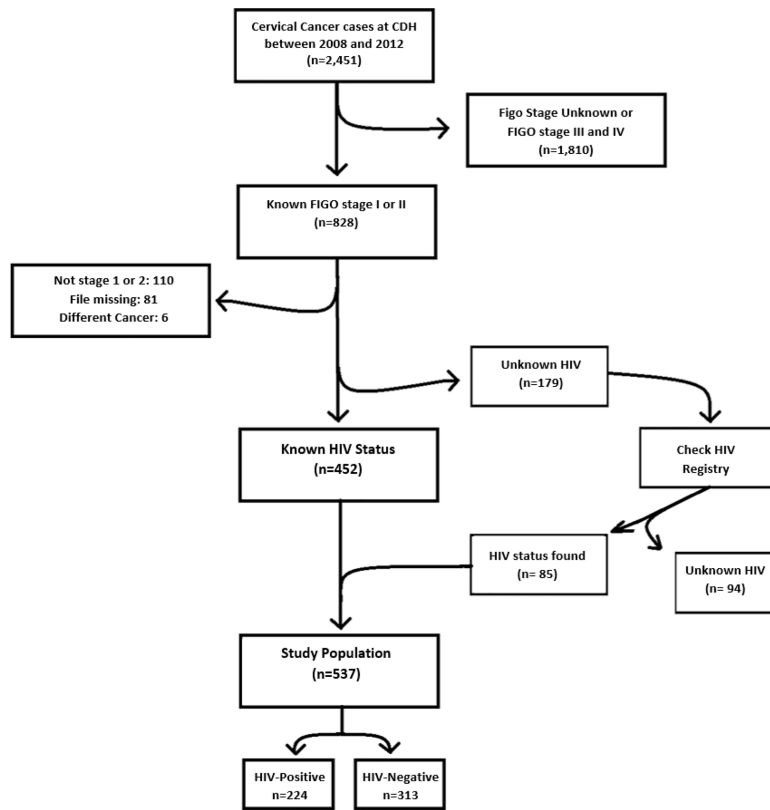 Cervical Cancer cases at CDH
between 2008 and 2012
(n=2,451)
Figo Stage Unknown or
FIGO stage III and IV
(n=1,810)
Known FIGO stage I or II
(n=828)
Not stage 1 or 2: 110
File missing: 81
Different Cancer: 6
Unknown HIV
(n=179)
Known HIV Status
(n=452)
Check HIV
Registry
HIV status found
(n= 85)
Unknown HIV
(n= 94)
Study Population
(n=537)
HIV-Positive
n=224
HIV-Negative
n=313